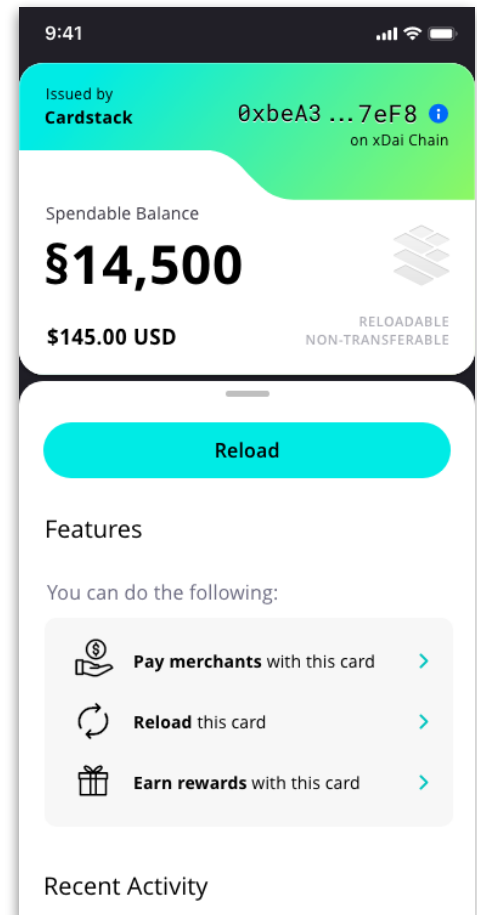 9:41
Issued by
Cardstack
0xbeA3...7eF8
on xDai Chain
Spendable Balance
§14,500
$145.00 USD
RELOADABLE
NON-TRANSFERABLE
Reload
Features
You can do the following:
Pay merchants with this card
Reload this card
Earn rewards with this card
Recent Activity